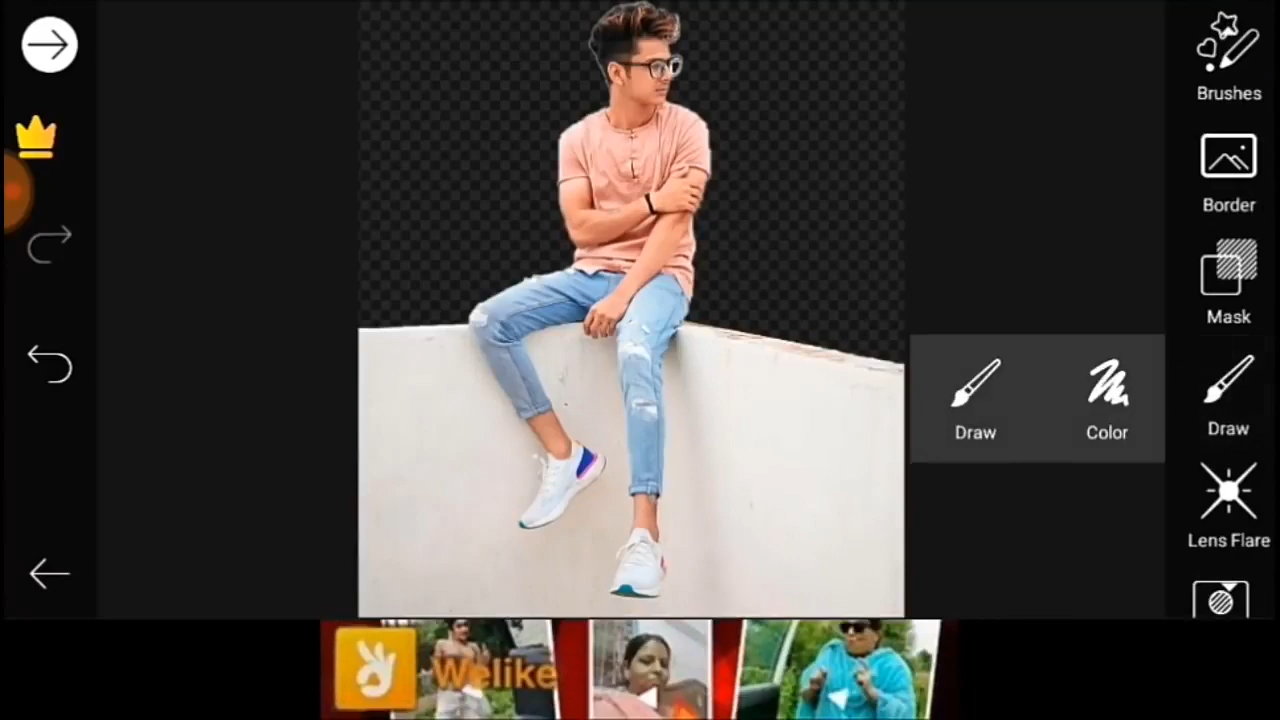 Brushes
Border
Mask
Draw
Color
Draw
Lens Flare
Welike